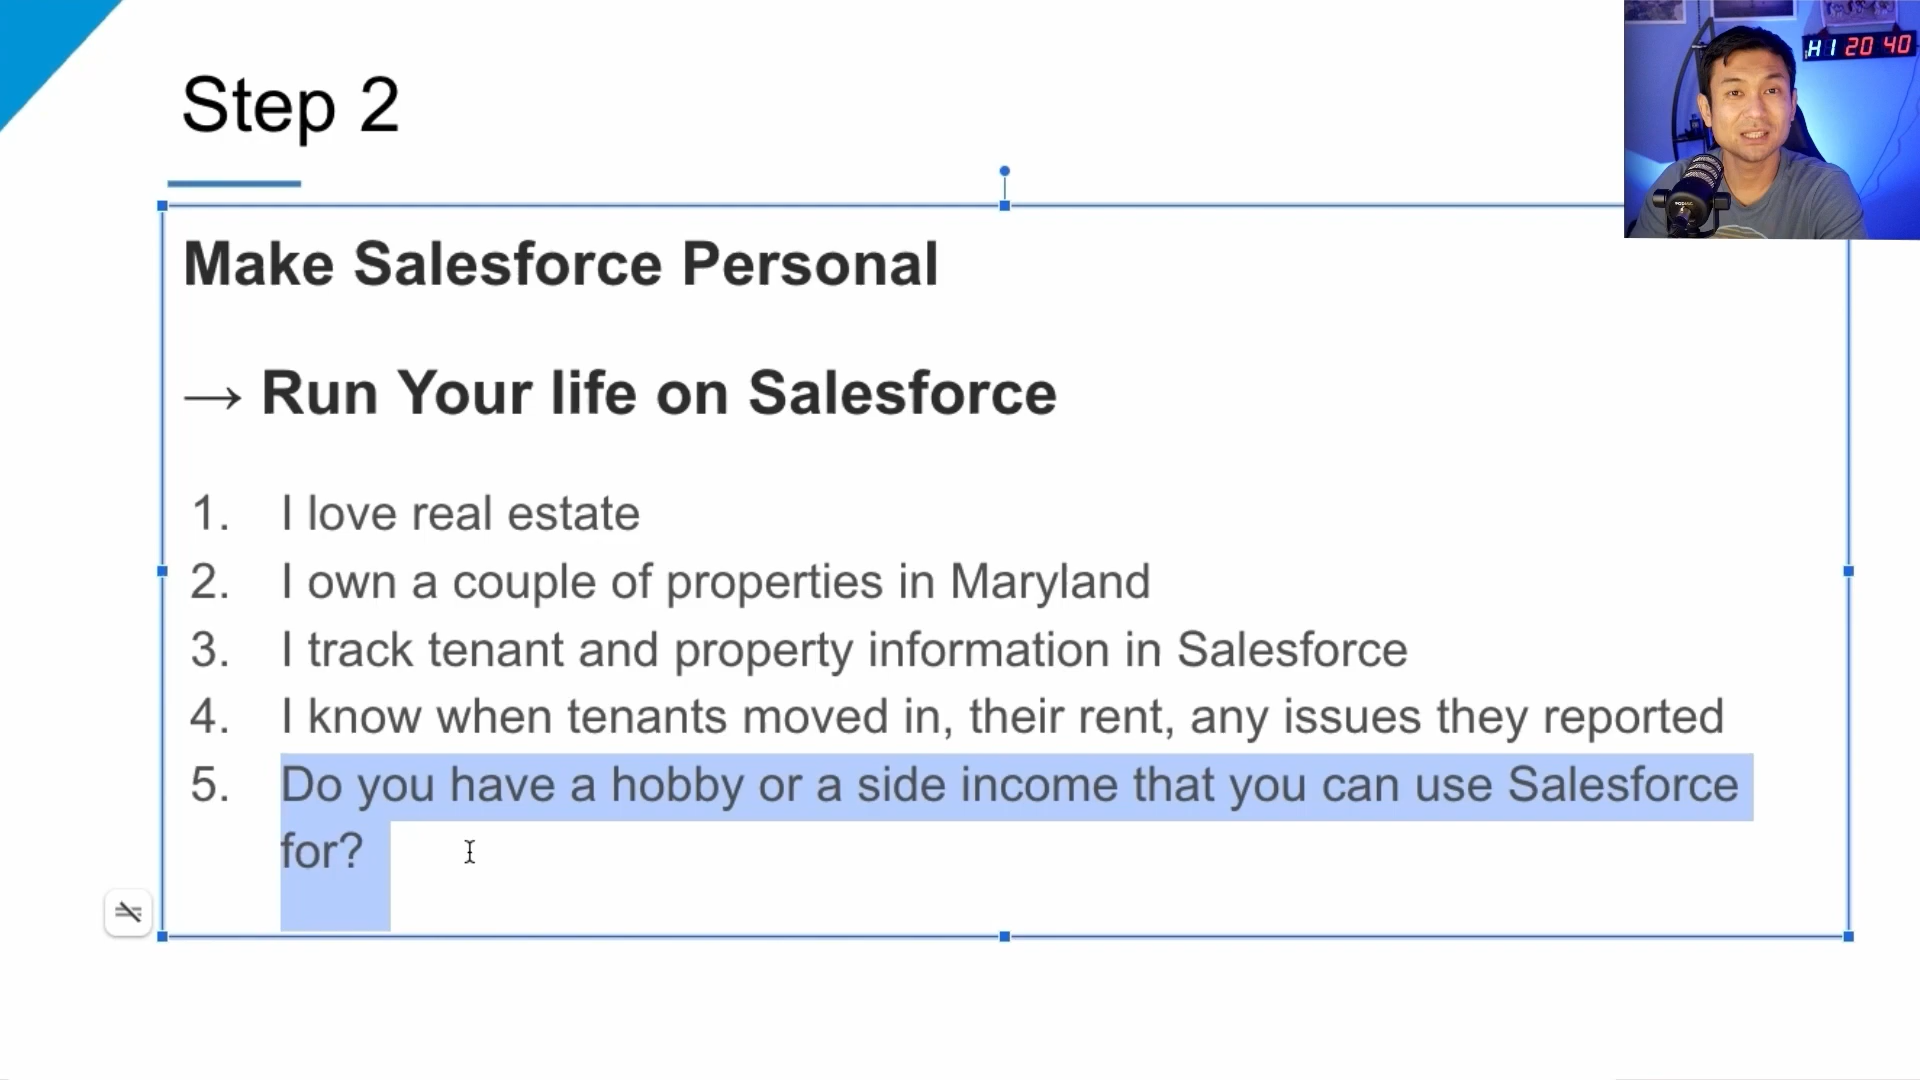 Step 2
H I 20 40
Make Salesforce Personal
→ Run Your life on Salesforce
1. I love real estate
2. I own a couple of properties in Maryland
3. I track tenant and property information in Salesforce
4. I know when tenants moved in, their rent, any issues they reported
5. Do you have a hobby or a side income that you can use Salesforce
for?